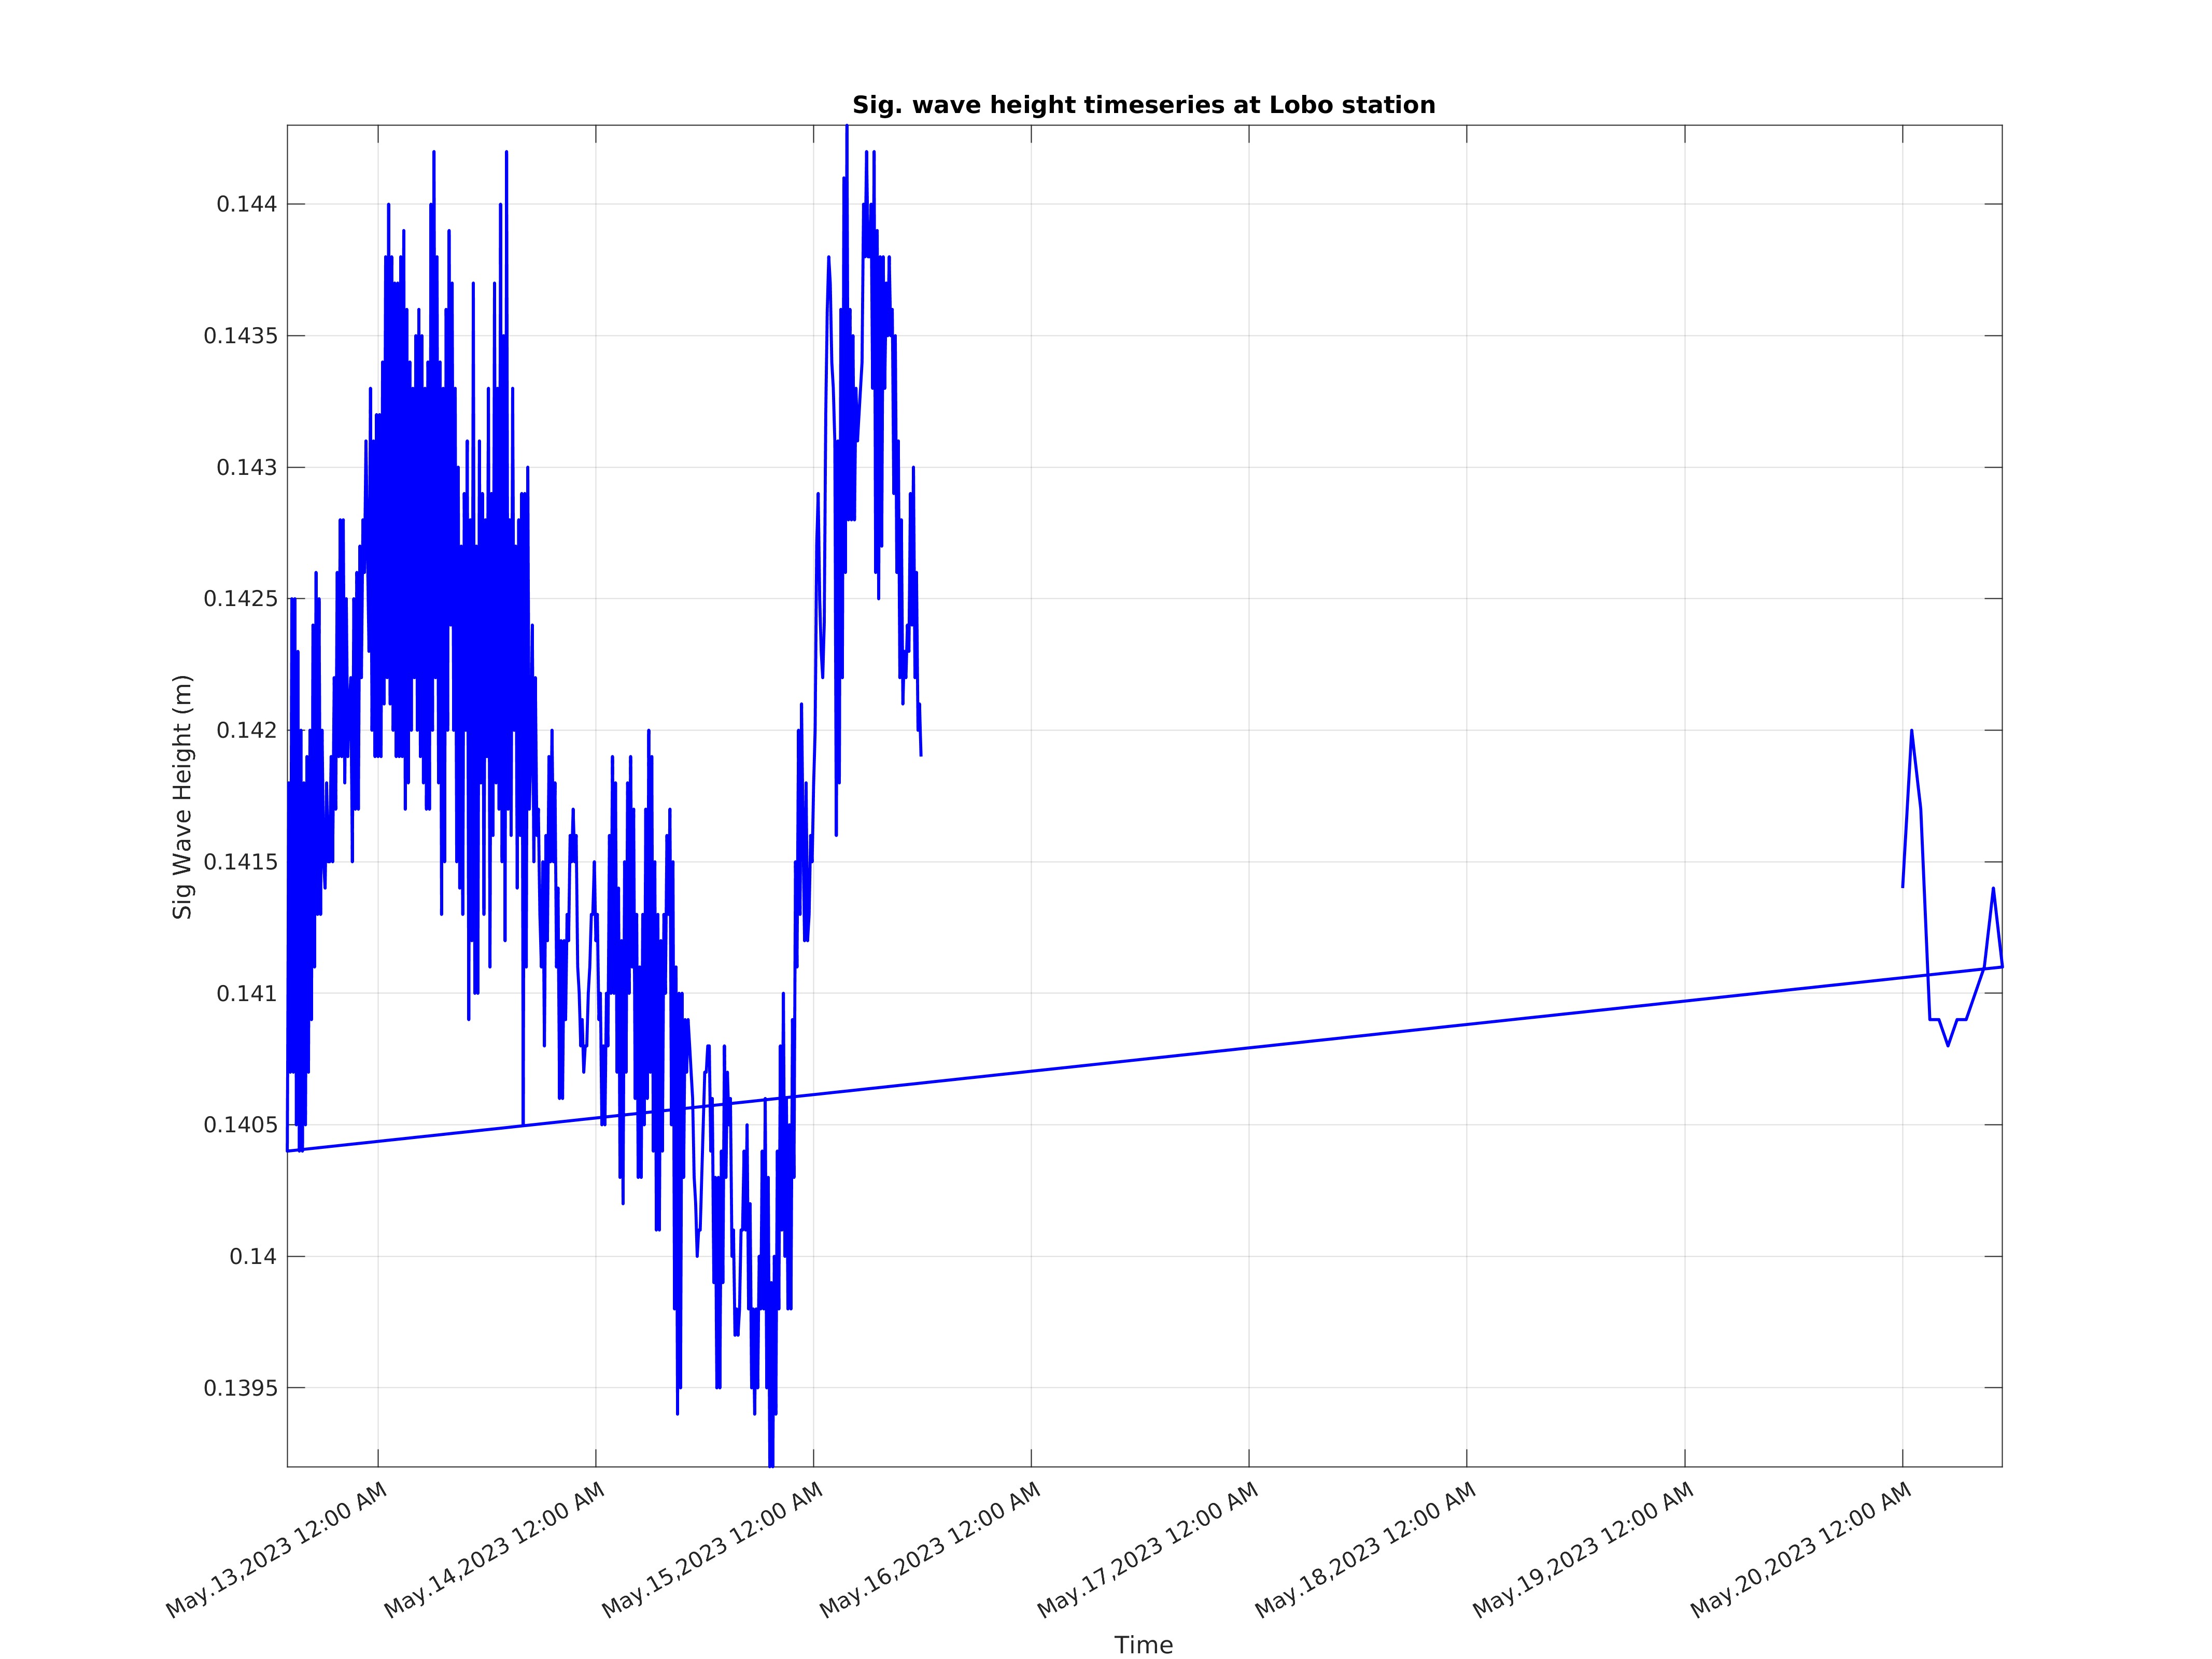 Sig. wave height timeseries at Lobo station
Sig Wave Height (m)
0.144
0.1435
0.143
0.1425
0.142
0.1415
0.141
0.1405
0.14
0.1395
May.13,2023 12:00 AM
May.14,2023 12:00 AM
May.15,2023 12:00 AM
May.16,2023 12:00 AM
May.17,2023 12:00 AM
May.18,2023 12:00 AM
May.19,2023 12:00 AM
May.20,2023 12:00 AM
Time